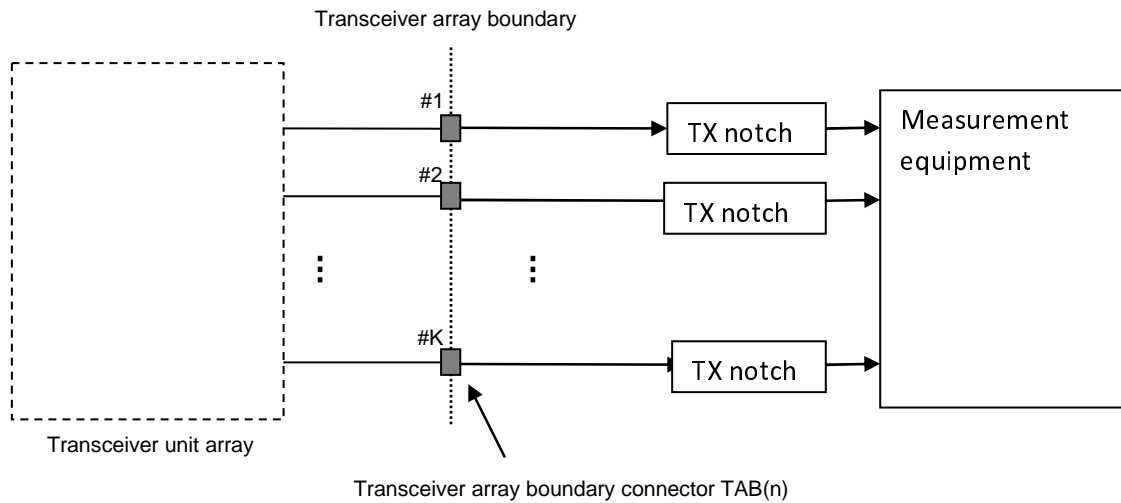 Transceiver array boundary
#1
TX notch
Measurement
equipment
#2
TX notch
#K
TX notch
Transceiver unit array
Transceiver array boundary connector TAB(n)